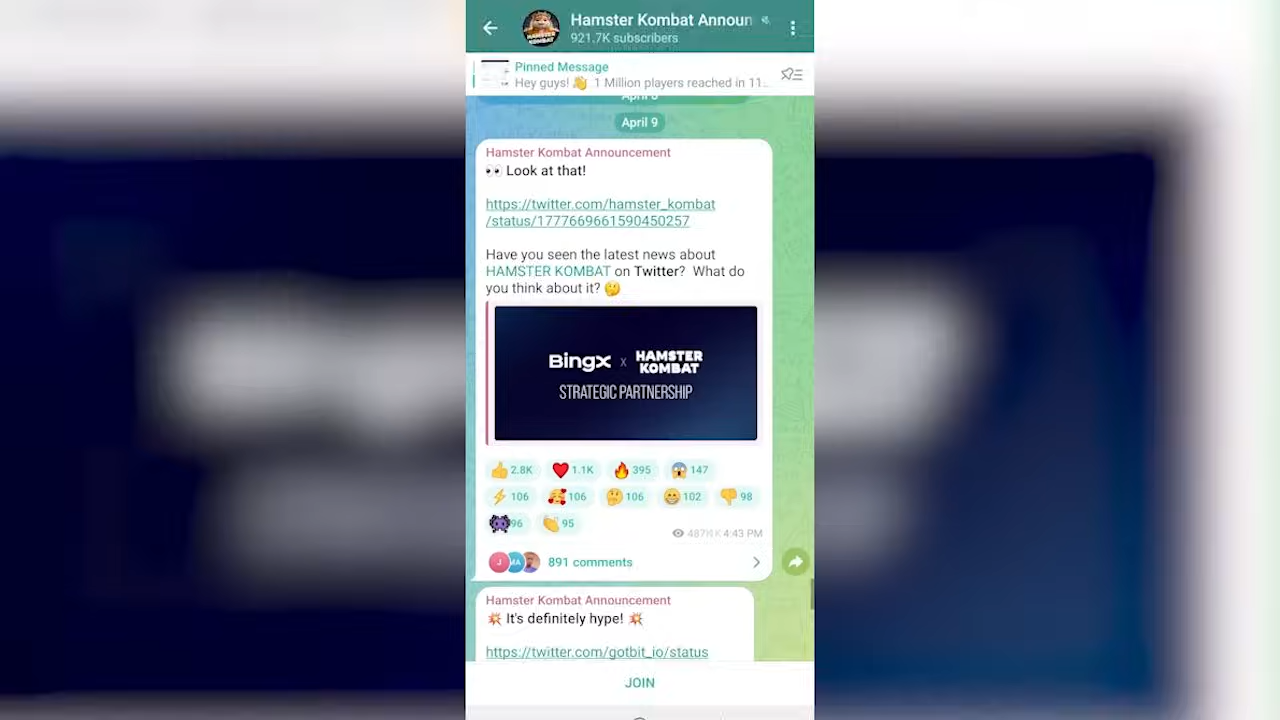 Hamster Kombat Announ
921.7K subscribers
Pinned Message
Hey guys! 👋 1 Million players reached in 11...
April 8
April 9
Hamster Kombat Announcement
👀 Look at that!
https://twitter.com/hamster_kombat
/status/1777669661590450257
Have you seen the latest news about
HAMSTER KOMBAT on Twitter? What do
you think about it? 🤔
BingX x HAMSTER
KOMBAT
STRATEGIC PARTNERSHIP
👍 2.8K ❤️ 1.1K 🔥 395 😱 147
⚡ 106 🥰 106 🤔 106 😁 102 👎 98
👾 96 👏 95
4:43 PM
J MA 891 comments
Hamster Kombat Announcement
💥 It's definitely hype! 💥
https://twitter.com/gotbit_io/status
JOIN